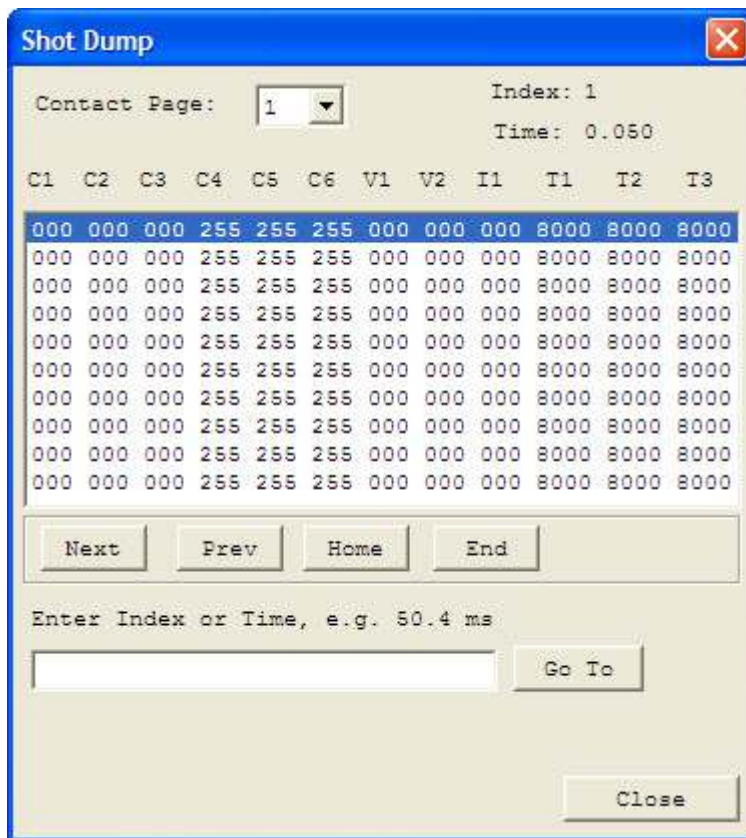 Shot Dump
Contact Page: 1 Index: 1
Time: 0.050
C1 C2 C3 C4 C5 C6 V1 V2 I1 T1 T2 T3
000 000 000 255 255 255 000 000 000 8000 8000 8000
000 000 000 255 255 255 000 000 000 8000 8000 8000
000 000 000 255 255 255 000 000 000 8000 8000 8000
000 000 000 255 255 255 000 000 000 8000 8000 8000
000 000 000 255 255 255 000 000 000 8000 8000 8000
000 000 000 255 255 255 000 000 000 8000 8000 8000
000 000 000 255 255 255 000 000 000 8000 8000 8000
000 000 000 255 255 255 000 000 000 8000 8000 8000
000 000 000 255 255 255 000 000 000 8000 8000 8000
000 000 000 255 255 255 000 000 000 8000 8000 8000
Next Prev Home End
Enter Index or Time, e.g. 50.4 ms
Go To
Close